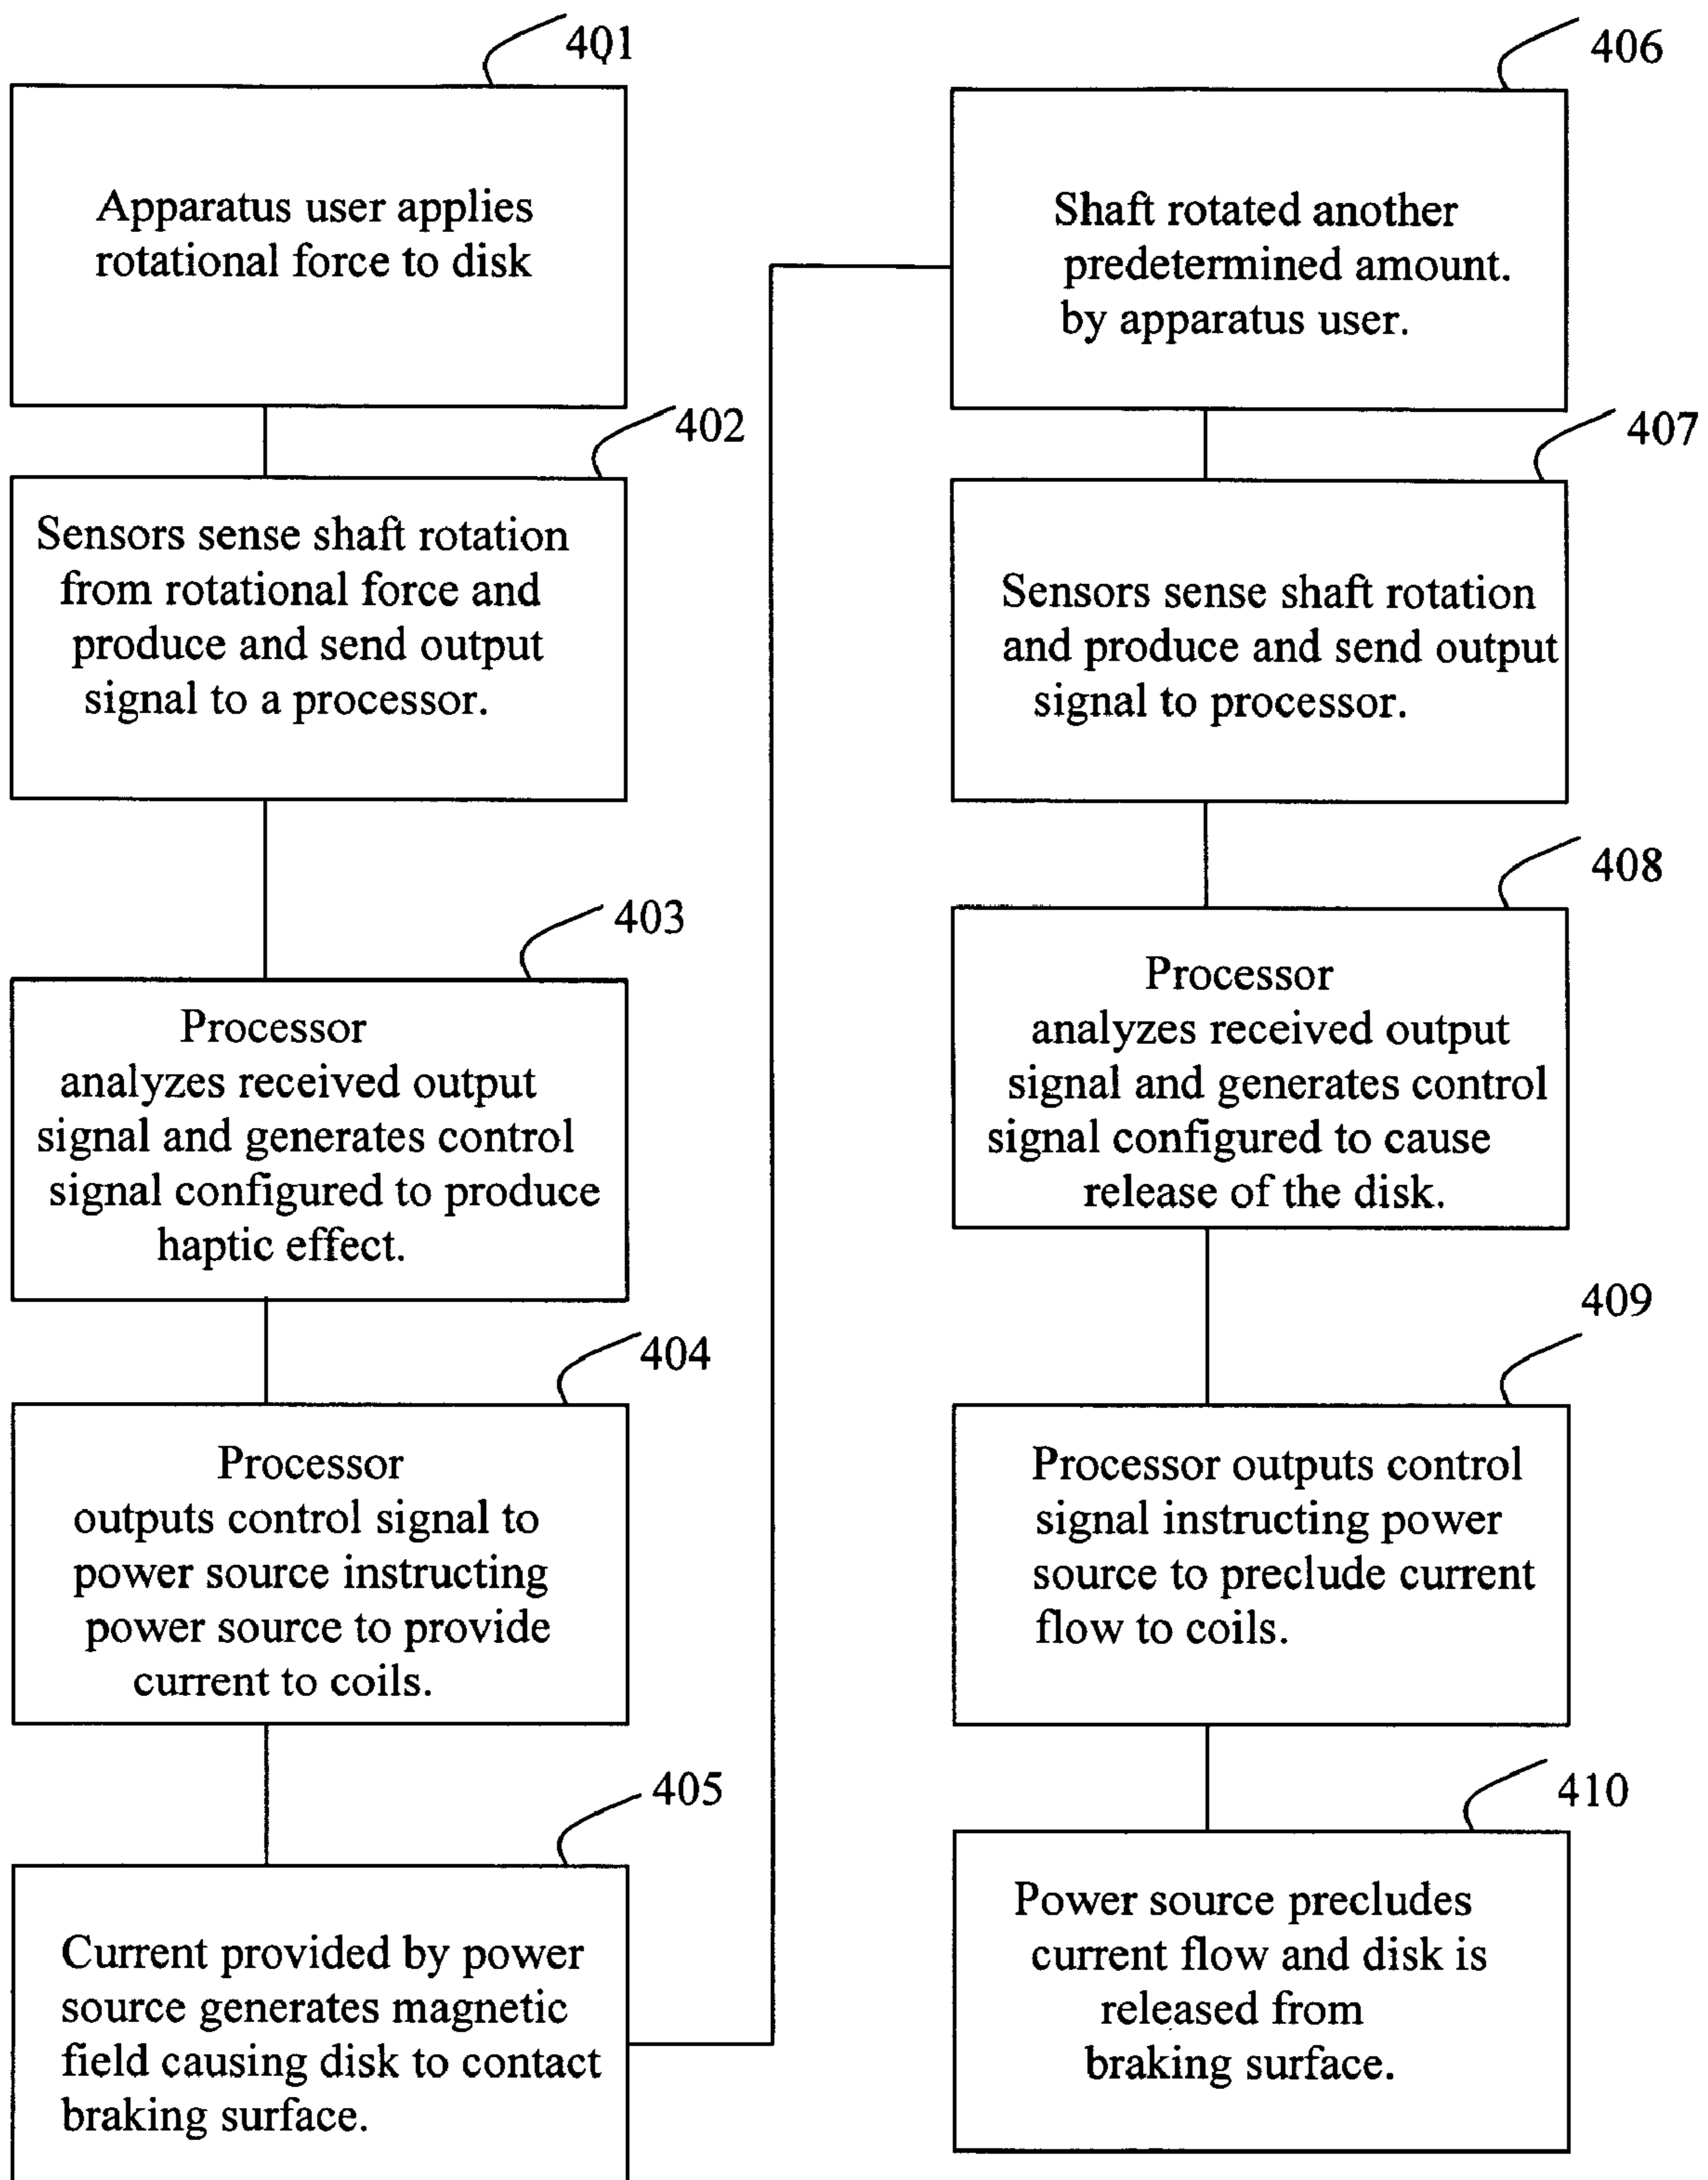 401
Apparatus user applies
rotational force to disk
402
Sensors sense shaft rotation
from rotational force and
produce and send output
signal to a processor.
403
Processor
analyzes received output
signal and generates control
signal configured to produce
haptic effect.
404
Processor
outputs control signal to
power source instructing
power source to provide
current to coils.
405
Current provided by power
source generates magnetic
field causing disk to contact
braking surface.
406
Shaft rotated another
predetermined amount.
by apparatus user.
407
Sensors sense shaft rotation
and produce and send output
signal to processor.
408
Processor
analyzes received output
signal and generates control
signal configured to cause
release of the disk.
409
Processor outputs control
signal instructing power
source to preclude current
flow to coils.
410
Power source precludes
current flow and disk is
released from
braking surface.